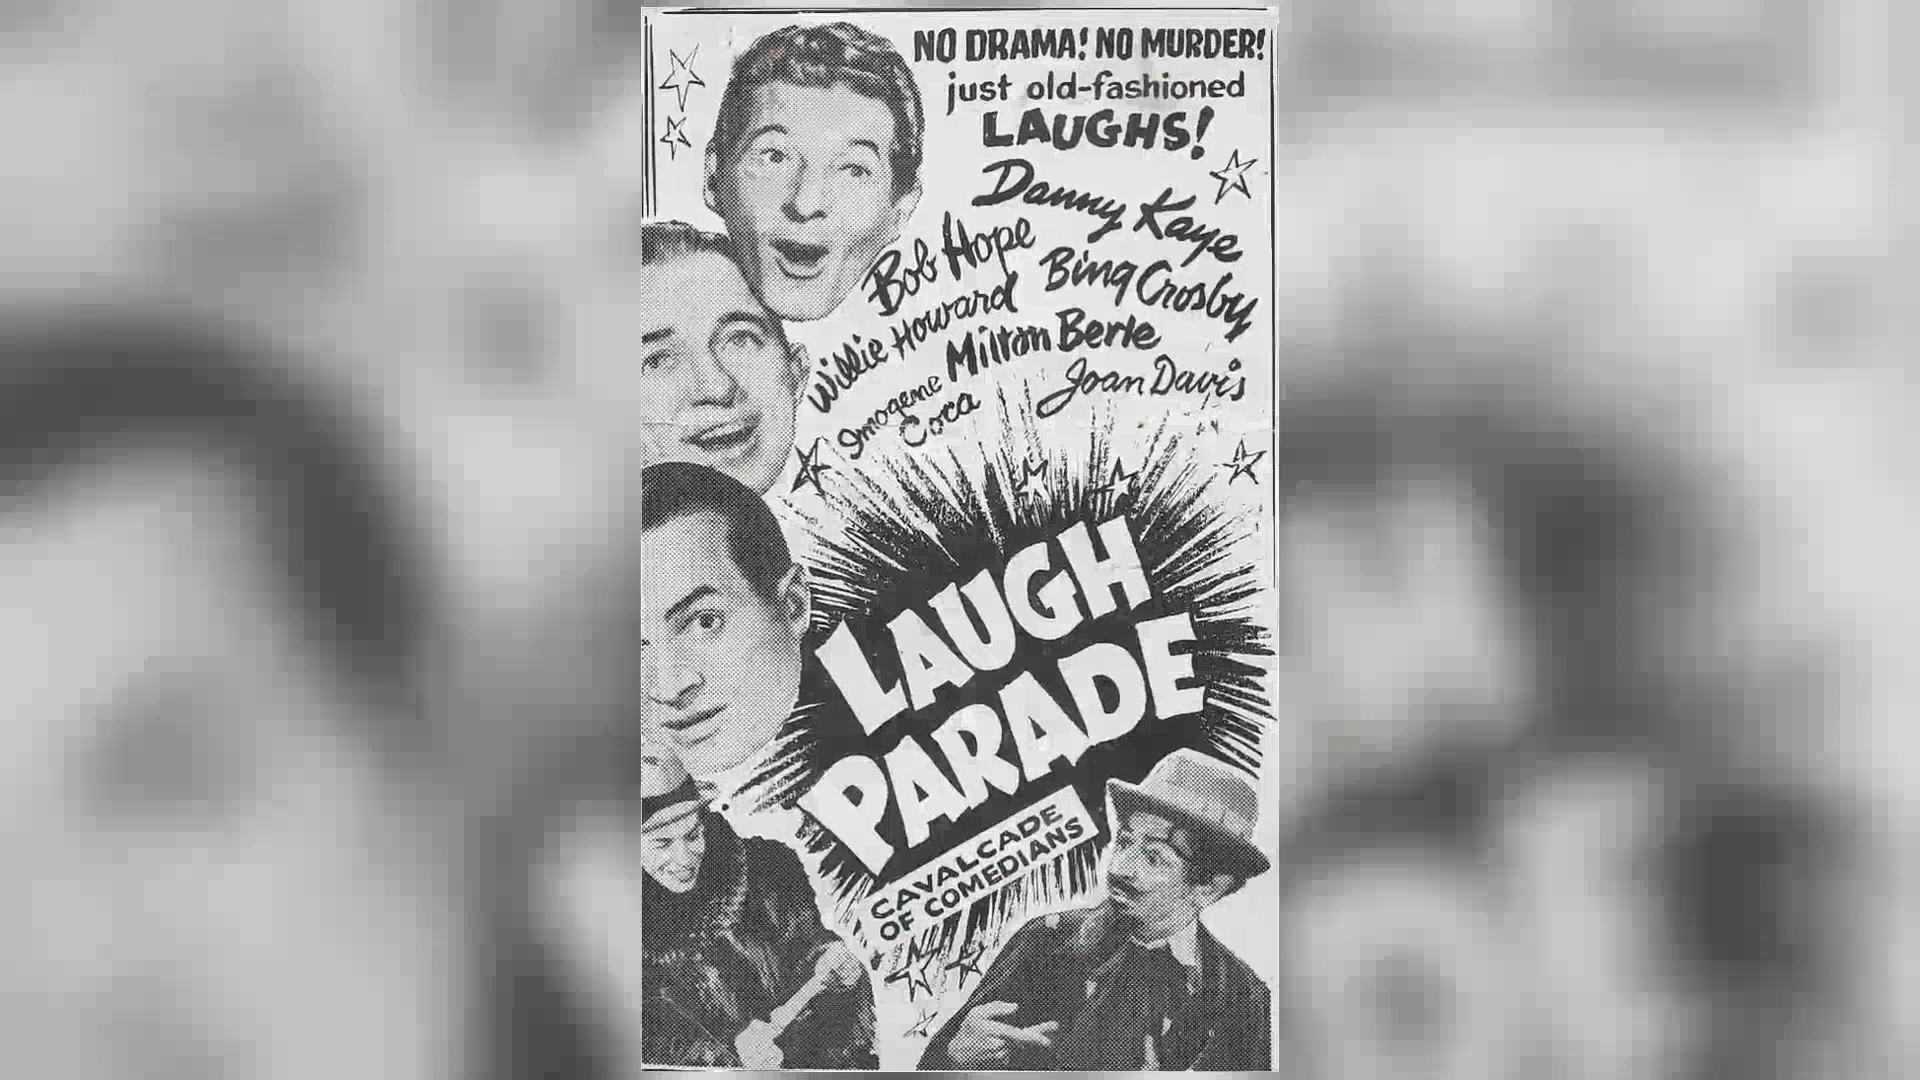 NO DRAMA! NO MURDER!
just old-fashioned
LAUGHS!
Danny Kaye
Bob Hope
Bing Crosby
Willie Howard
Milton Berle
Imogene
Coca
Joan Davis
LAUGH
PARADE
CAVALCADE
OF COMEDIANS